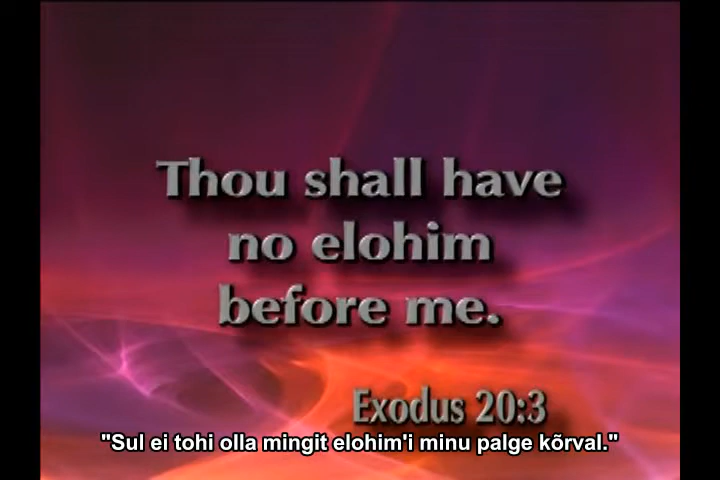 Thou shall have
no elohim
before me.
Exodus 20:3
"Sul ei tohi olla mingit elohim'i minu palge kõrval."